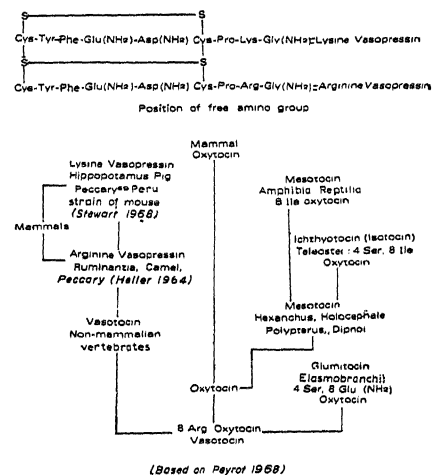 S S
Cys-Tyr-Phe-Glu(NH2)-Asp(NH2) Cys-Pro-Lys-Gly(NH2)-Lysine Vasopressin
S S
Cys-Tyr-Phe-Glu(NH2)-Asp(NH2) Cys-Pro-Arg-Gly(NH2)-Arginine Vasopressin
Position of free amino group
Mammal
Oxytocin
Lysine Vasopressin
Hippopotamus Pig
Peccary Peru
strain of mouse
(Stewart 1968)
Mammals
Arginine Vasopressin
Ruminantia, Camel,
Peccary (Heller 1964)
Vasotocin
Non-mammalian
vertebrates
Mesotocin
Amphibia Reptilia
8 Ile oxytocin
Ichthyotocin (Isotocin)
Teleostei : 4 Ser, 8 Ile
Oxytocin
Mesotocin
Hexanchus, Holocephale
Polypterus, Dipnoi
Oxytocin
Glumitocin
Elasmobranchii
4 Ser, 8 Glu (NH2)
Oxytocin
8 Arg Oxytocin
Vasotocin
(Based on Peyrot 1968)